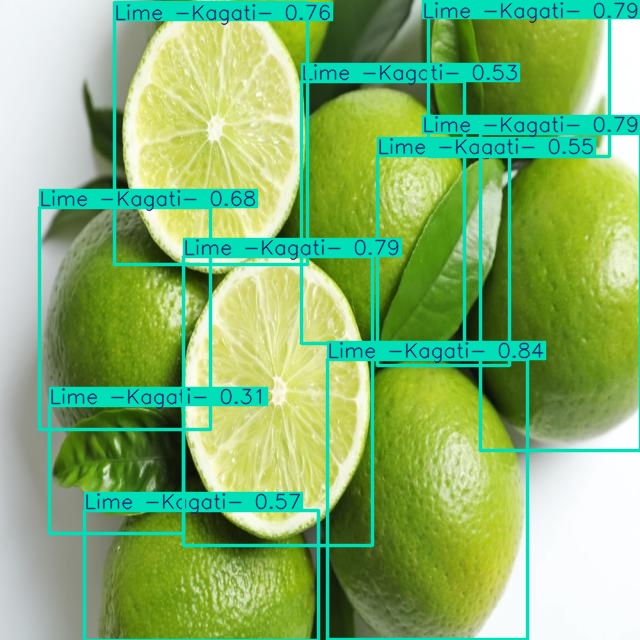 Lime -Kagati- 0.76
Lime -Kagati- 0.79
Lime -Kagati- 0.53
Lime -Kagati- 0.79
Lime -Kagati- 0.55
Lime -Kagati- 0.68
Lime -Kagati- 0.79
Lime -Kagati- 0.84
Lime -Kagati- 0.31
Lime -Kagati- 0.57